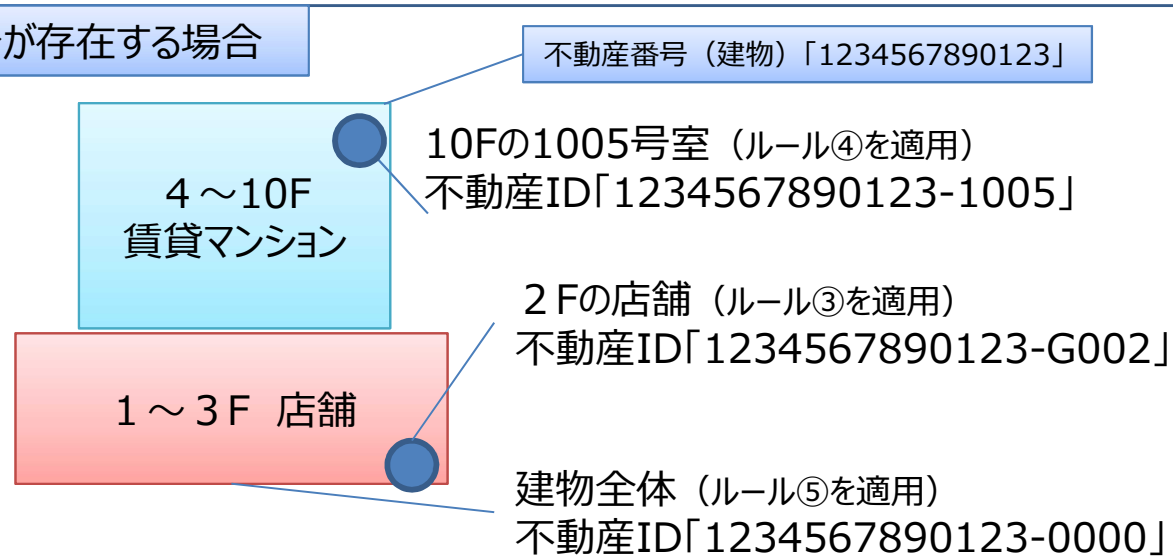 が存在する場合
不動産番号（建物）「1234567890123」
10Fの1005号室（ルール④を適用）
不動産ID「1234567890123-1005」
４～10F
賃貸マンション
２Fの店舗（ルール③を適用）
不動産ID「1234567890123-G002」
１～３F 店舗
建物全体（ルール⑤を適用）
不動産ID「1234567890123-0000」